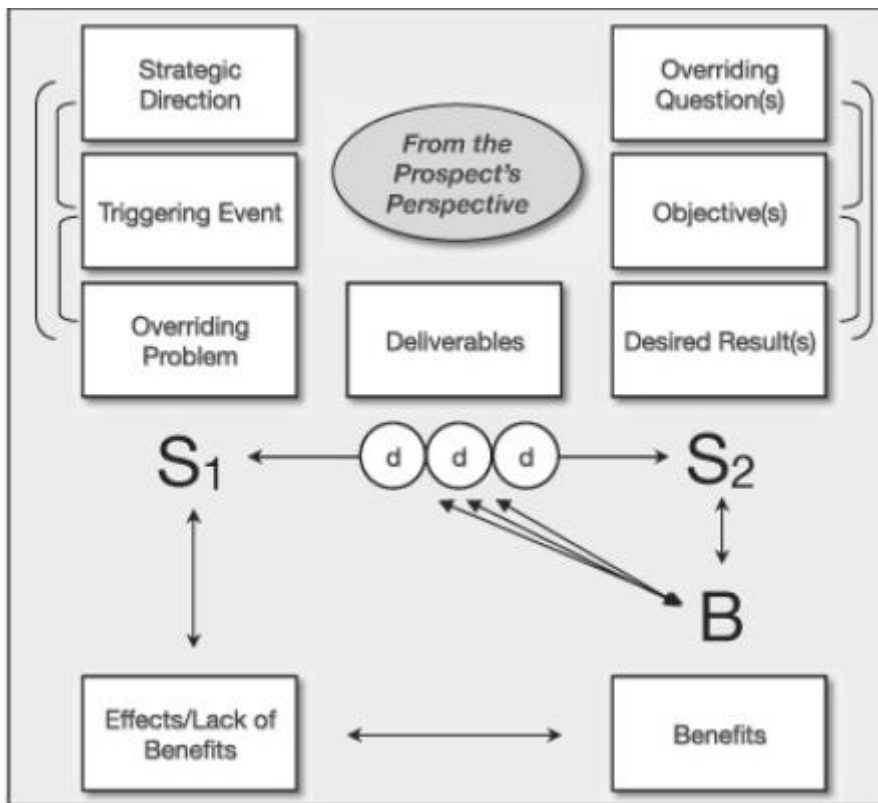 Strategic
Direction
Triggering Event
Overriding
Problem
From the
Prospect's
Perspective
Deliverables
Overriding
Question(s)
Objective(s)
Desired Result(s)
S1
d d d
S2
B
Effects/Lack of
Benefits
Benefits